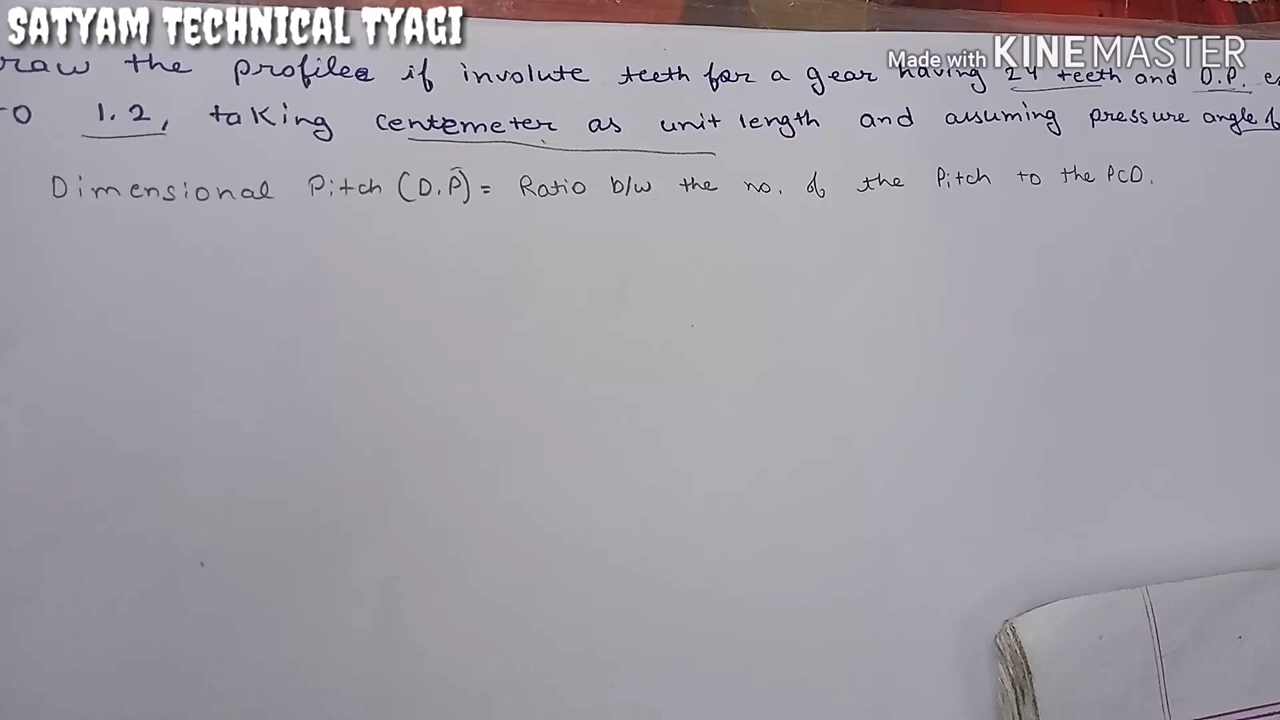 SATYAM TECHNICAL TYAGI
Made with KINEMASTER
raw the profilea if involute teeth for a gear having 24 teeth and D.P.
1.2, taking centemeter as unit length and assuming pressure angle of
Dimensional Pitch (D.P) = Ratio b/w the no. of the Pitch to the PCD.